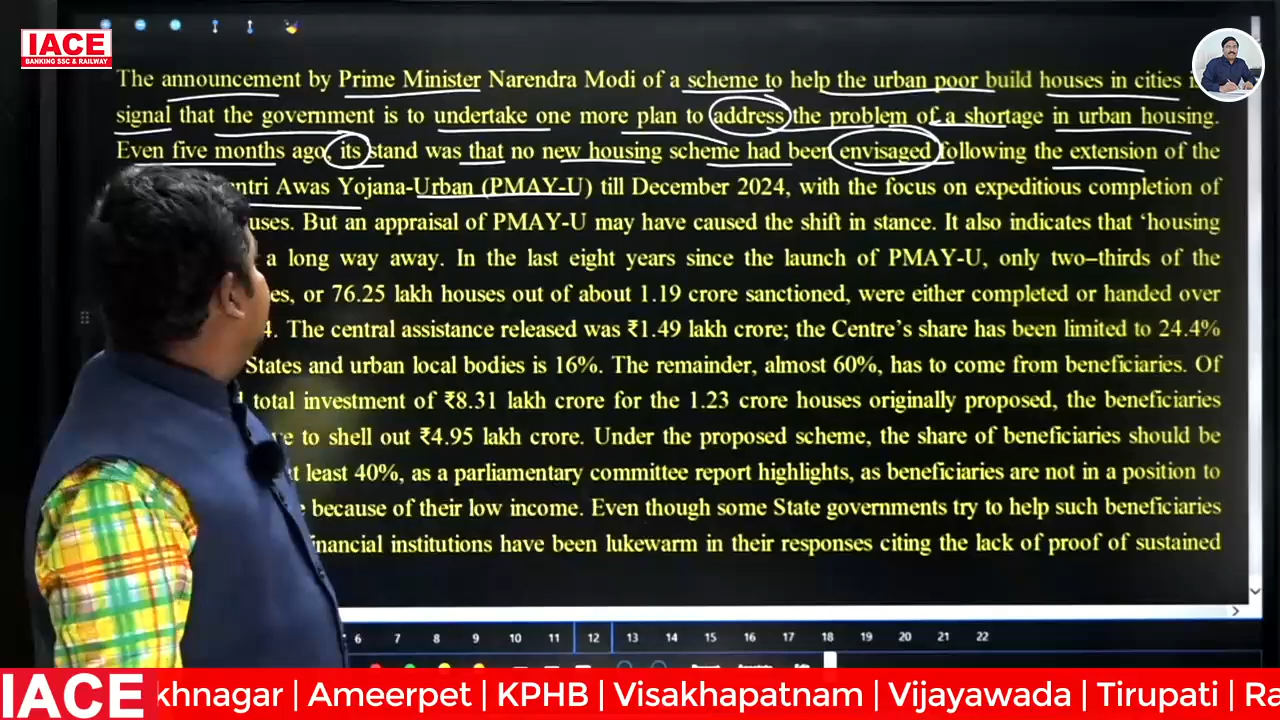 IACE
BANKING SSC & RAILWAY
The announcement by Prime Minister Narendra Modi of a scheme to help the urban poor build houses in cities
signal that the government is to undertake one more plan to address the problem of a shortage in urban housing.
Even five months ago, its stand was that no new housing scheme had been envisaged following the extension of the
Awas Yojana-Urban (PMAY-U) till December 2024, with the focus on expeditious completion of
But an appraisal of PMAY-U may have caused the shift in stance. It also indicates that ‘housing
a long way away. In the last eight years since the launch of PMAY-U, only two–thirds of the
or 76.25 lakh houses out of about 1.19 crore sanctioned, were either completed or handed over
The central assistance released was ₹1.49 lakh crore; the Centre’s share has been limited to 24.4%
States and urban local bodies is 16%. The remainder, almost 60%, has to come from beneficiaries. Of
total investment of ₹8.31 lakh crore for the 1.23 crore houses originally proposed, the beneficiaries
to shell out ₹4.95 lakh crore. Under the proposed scheme, the share of beneficiaries should be
least 40%, as a parliamentary committee report highlights, as beneficiaries are not in a position to
because of their low income. Even though some State governments try to help such beneficiaries
financial institutions have been lukewarm in their responses citing the lack of proof of sustained
6 7 8 9 10 11 12 13 14 15 16 17 18 19 20 21 22
IACE khnagar | Ameerpet | KPHB | Visakhapatnam | Vijayawada | Tirupati | Ra